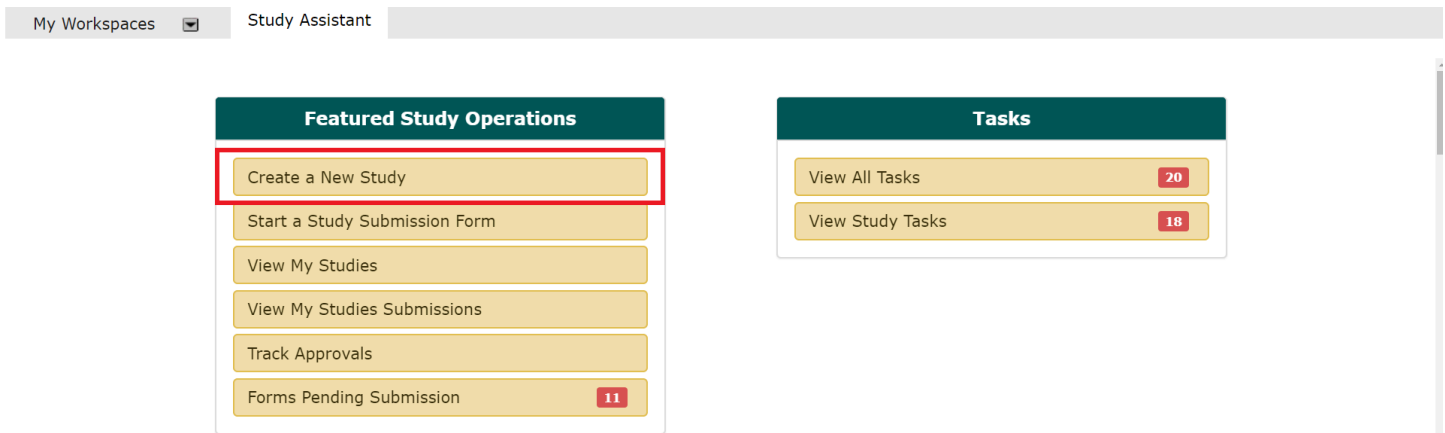 My Workspaces
Study Assistant
Featured Study Operations
Create a New Study
Start a Study Submission Form
View My Studies
View My Studies Submissions
Track Approvals
Forms Pending Submission 11
Tasks
View All Tasks 20
View Study Tasks 18